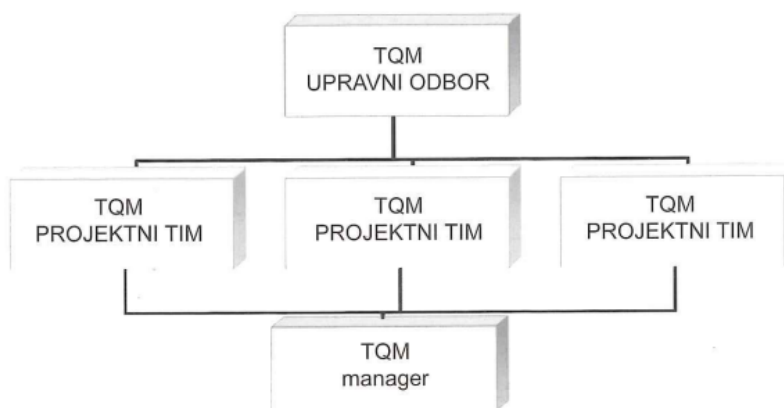 TQM
UPRAVNI ODBOR
TQM
PROJEKTNI TIM
TQM
PROJEKTNI TIM
TQM
PROJEKTNI TIM
TQM
manager